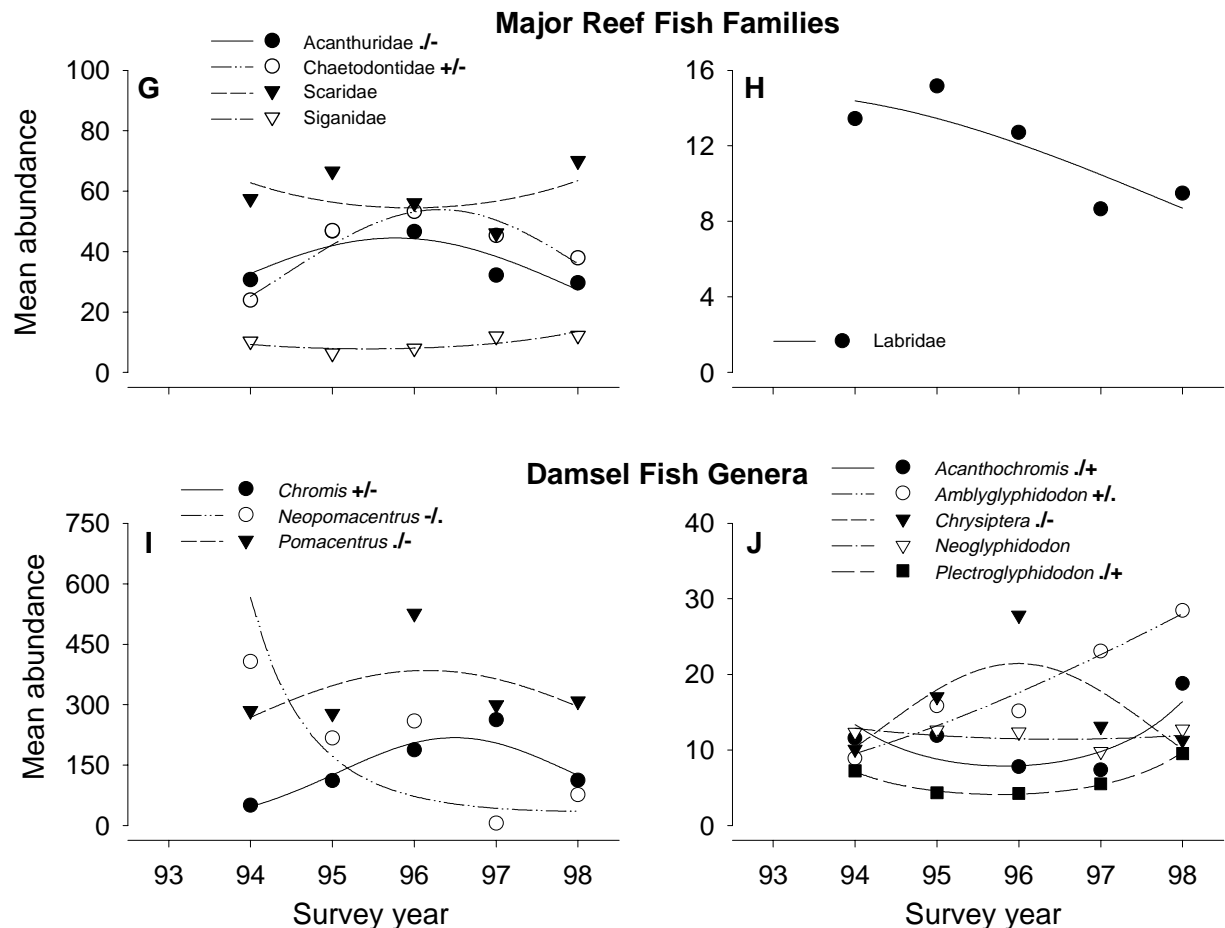 Major Reef Fish Families
Acanthuridae ./-
Chaetodontidae +/-
Scaridae
Siganidae
G
100
80
60
40
20
0
Mean abundance
H
16
12
8
4
0
Labridae
Damsel Fish Genera
Chromis +/-
Neopomacentrus -/.
Pomacentrus ./-
I
750
600
450
300
150
0
Mean abundance
93 94 95 96 97 98
Survey year
Acanthochromis ./+
Amblyglyphidodon +/.
Chrysiptera ./-
Neoglyphidodon
Plectroglyphidodon ./+
J
40
30
20
10
0
93 94 95 96 97 98
Survey year